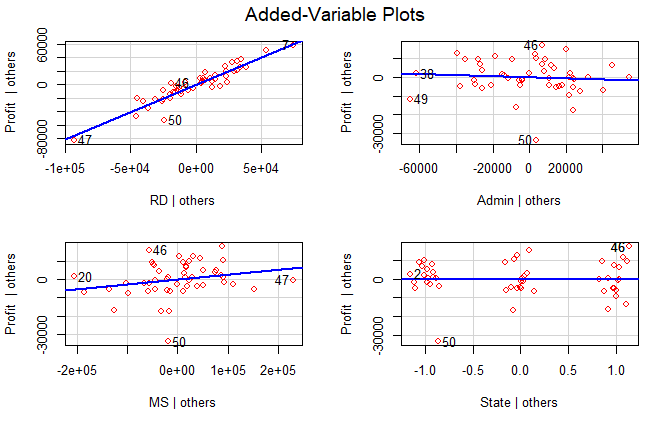 Added-Variable Plots
Profit | others
60000
0
-80000
7
46
50
47
-1e+05
-5e+04
0e+00
5e+04
RD | others
Profit | others
0
-30000
46
38
49
50
-60000
-20000
0
20000
Admin | others
Profit | others
0
-30000
46
20
47
50
-2e+05
0e+00
1e+05
2e+05
MS | others
Profit | others
0
-30000
46
2
50
-1.0
0.0
0.5
1.0
State | others